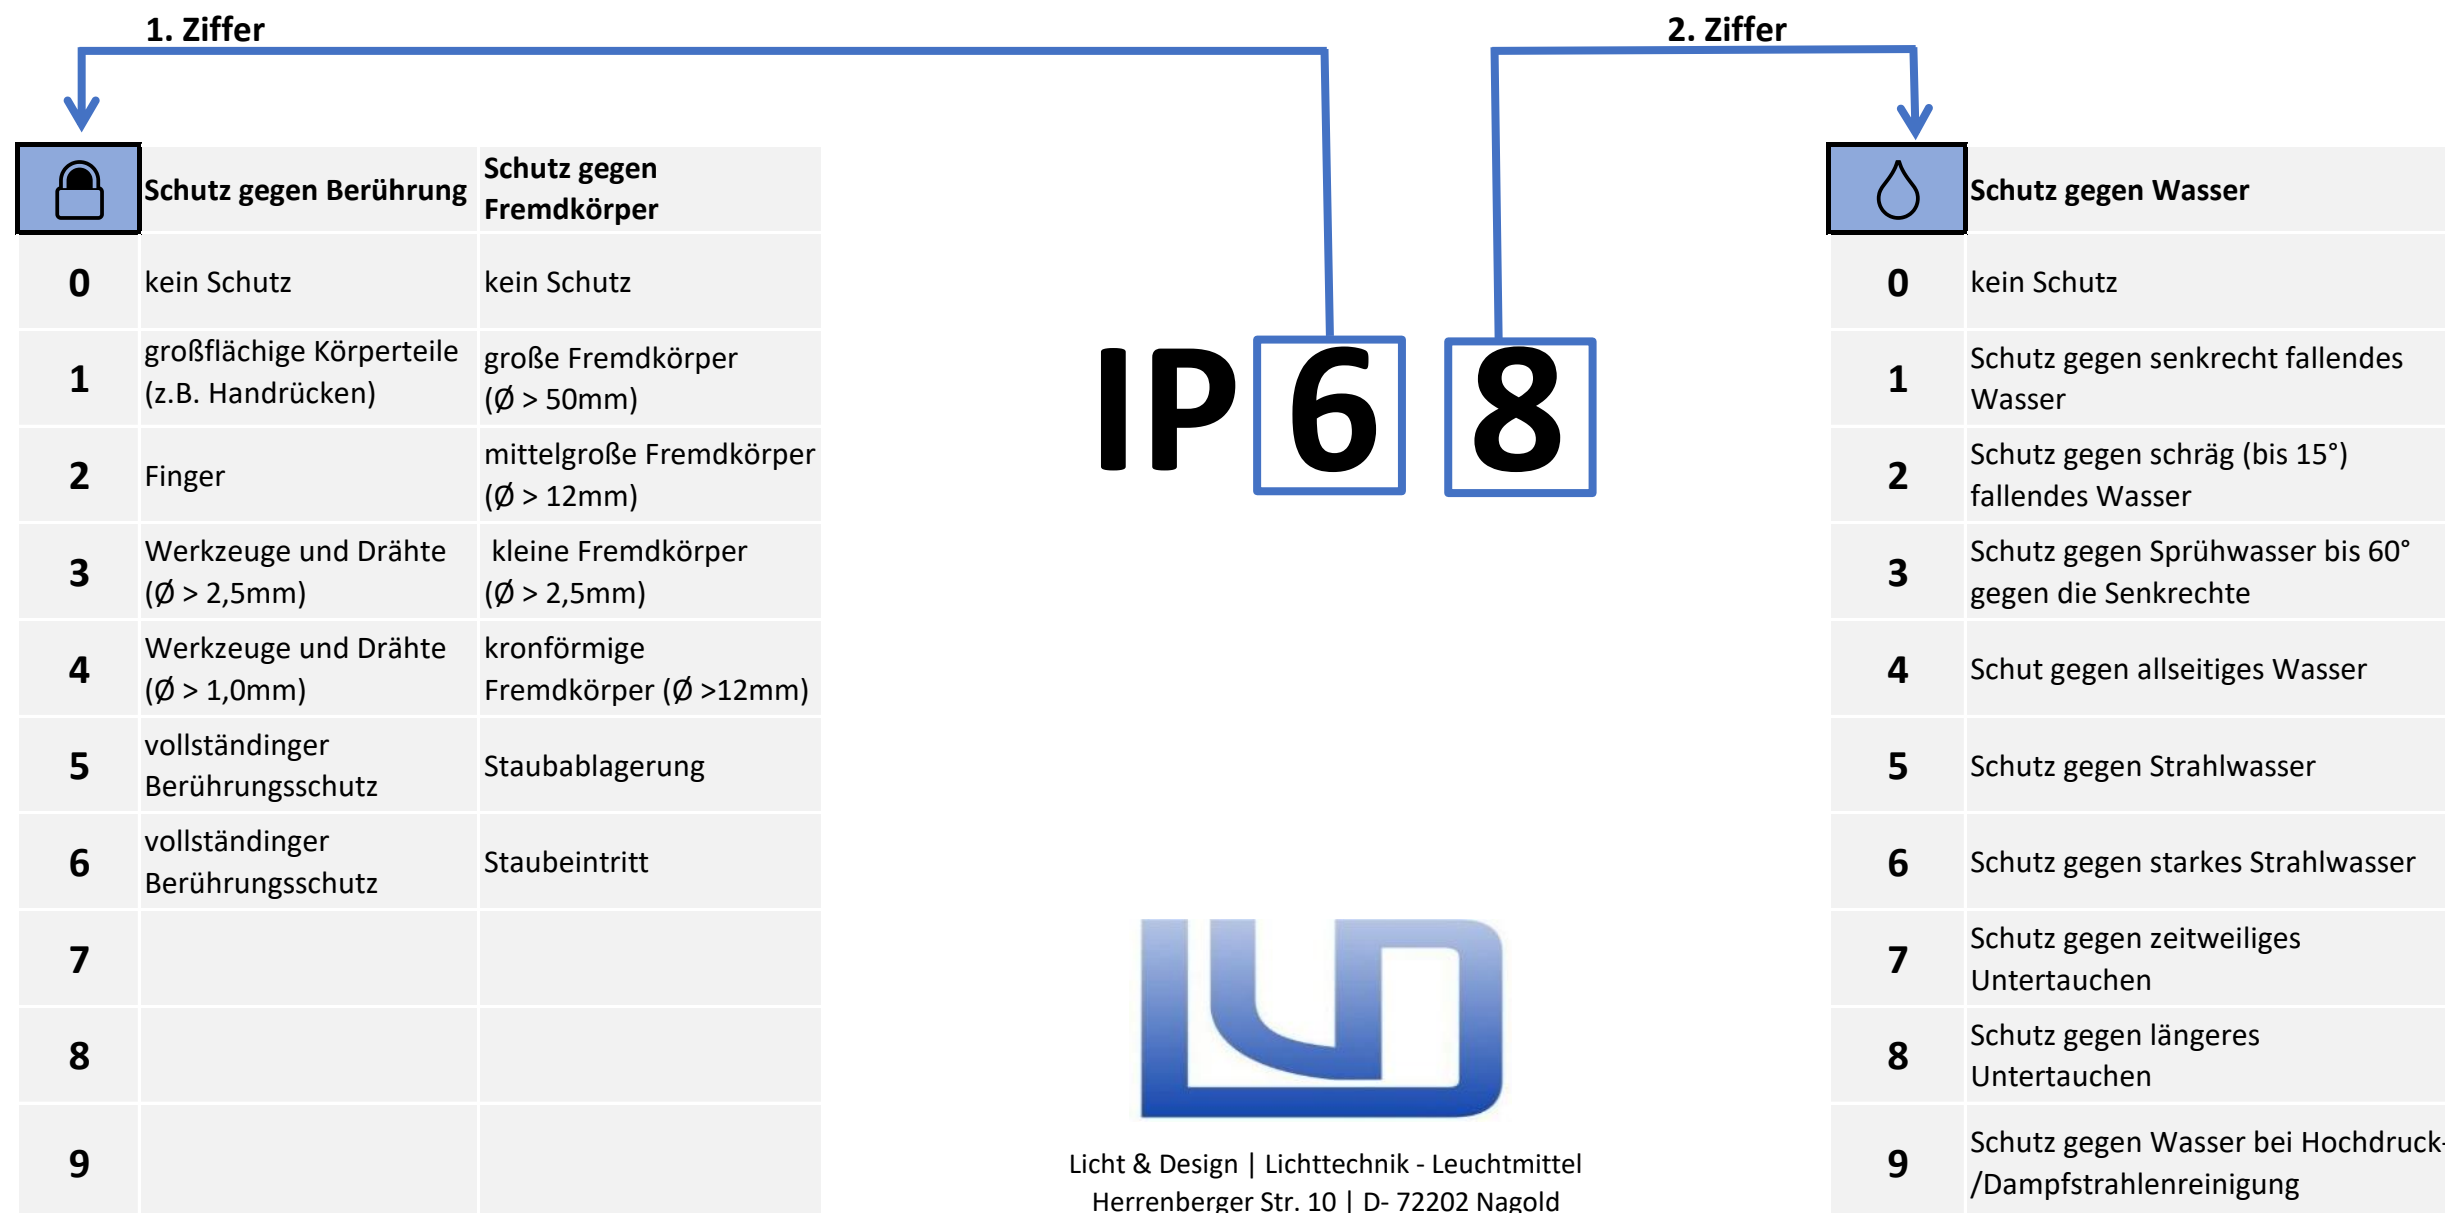 1. Ziffer
2. Ziffer
Schutz gegen Berührung
Schutz gegen
Fremdkörper
0
kein Schutz
kein Schutz
1
großflächige Körperteile
(z.B. Handrücken)
große Fremdkörper
(Ø > 50mm)
2
Finger
mittelgroße Fremdkörper
(Ø > 12mm)
3
Werkzeuge und Drähte
(Ø > 2,5mm)
kleine Fremdkörper
(Ø > 2,5mm)
4
Werkzeuge und Drähte
(Ø > 1,0mm)
kronförmige
Fremdkörper (Ø >12mm)
5
vollständinger
Berührungsschutz
Staubablagerung
6
vollständinger
Berührungsschutz
Staubeintritt
7
8
9
IP 6 8
LUD
Licht & Design | Lichttechnik - Leuchtmittel
Herrenberger Str. 10 | D- 72202 Nagold
Schutz gegen Wasser
0
kein Schutz
1
Schutz gegen senkrecht fallendes
Wasser
2
Schutz gegen schräg (bis 15°)
fallendes Wasser
3
Schutz gegen Sprühwasser bis 60°
gegen die Senkrechte
4
Schut gegen allseitiges Wasser
5
Schutz gegen Strahlwasser
6
Schutz gegen starkes Strahlwasser
7
Schutz gegen zeitweiliges
Untertauchen
8
Schutz gegen längeres
Untertauchen
9
Schutz gegen Wasser bei Hochdruck-
/Dampfstrahlenreinigung